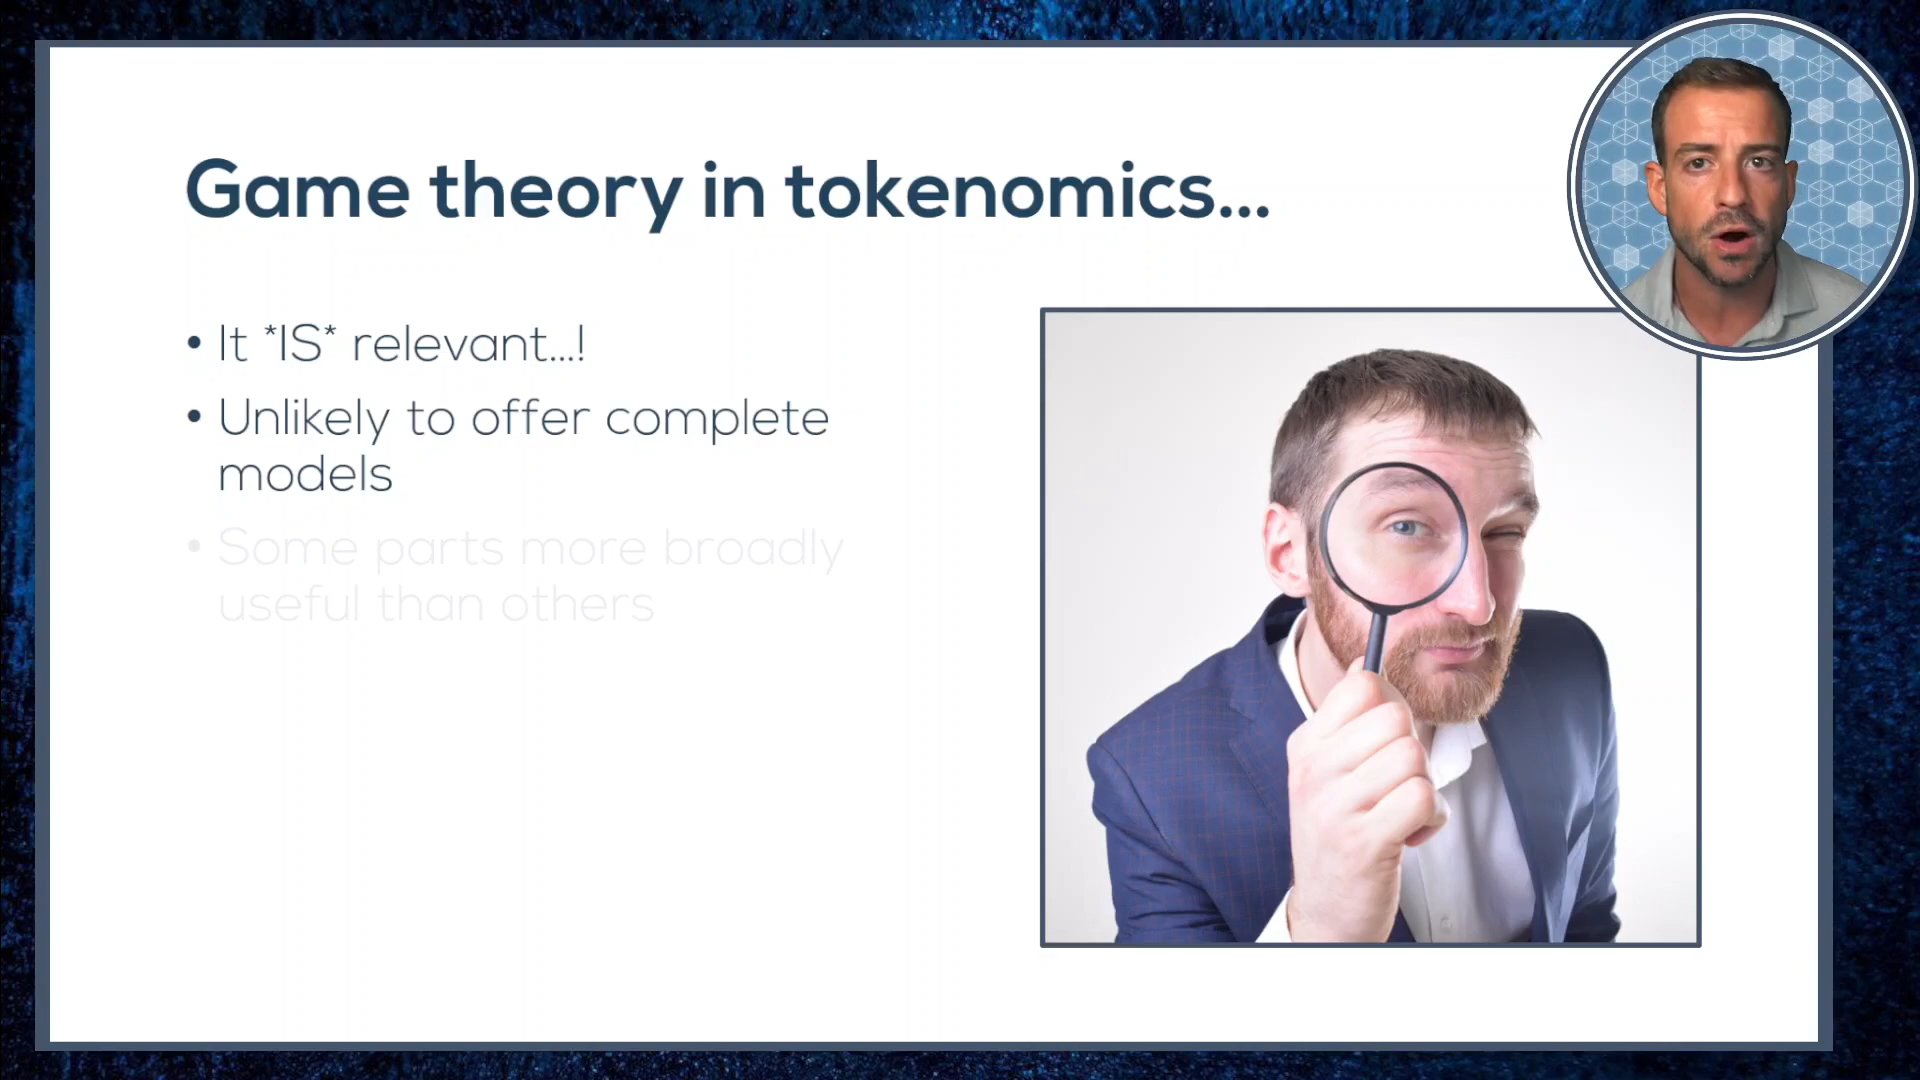 Game theory in tokenomics...
• It *IS* relevant...!
• Unlikely to offer complete
models
• Some parts more broadly
useful than others